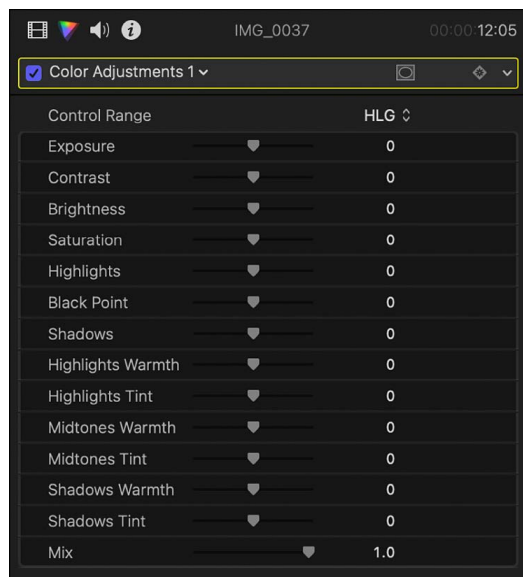 IMG_0037 00:00:12:05
Color Adjustments 1
Control Range HLG
Exposure 0
Contrast 0
Brightness 0
Saturation 0
Highlights 0
Black Point 0
Shadows 0
Highlights Warmth 0
Highlights Tint 0
Midtones Warmth 0
Midtones Tint 0
Shadows Warmth 0
Shadows Tint 0
Mix 1.0